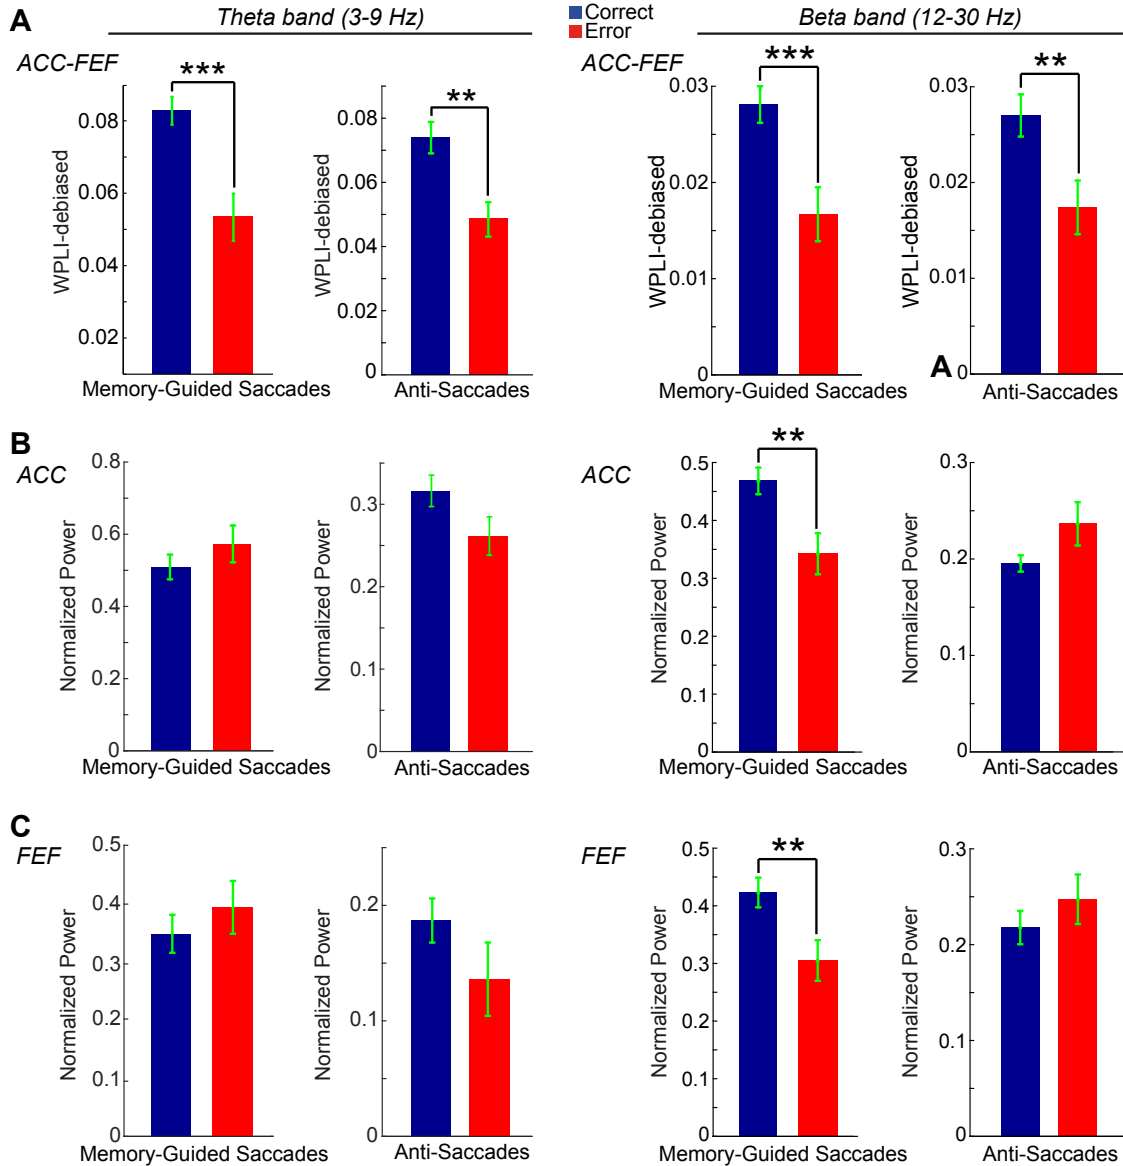 A
Theta band (3-9 Hz)
Correct
Error
Beta band (12-30 Hz)
ACC-FEF
***
**
ACC-FEF
***
**
WPLI-debiased
0.08
0.06
0.04
0.02
Memory-Guided Saccades
WPLI-debiased
0.08
0.06
0.04
0.02
0
Anti-Saccades
WPLI-debiased
0.03
0.02
0.01
0
Memory-Guided Saccades
WPLI-debiased
0.03
0.02
0.01
A
0
Anti-Saccades
B
ACC
Normalized Power
0.8
0.6
0.4
0.2
0
Memory-Guided Saccades
Normalized Power
0.3
0.2
0.1
0
Anti-Saccades
ACC
**
Normalized Power
0.5
0.4
0.3
0.2
0.1
0
Memory-Guided Saccades
Normalized Power
0.3
0.2
0.1
0
Anti-Saccades
C
FEF
Normalized Power
0.5
0.4
0.3
0.2
0.1
0
Memory-Guided Saccades
Normalized Power
0.2
0.1
0
Anti-Saccades
FEF
**
Normalized Power
0.5
0.4
0.3
0.2
0.1
0
Memory-Guided Saccades
Normalized Power
0.3
0.2
0.1
0
Anti-Saccades